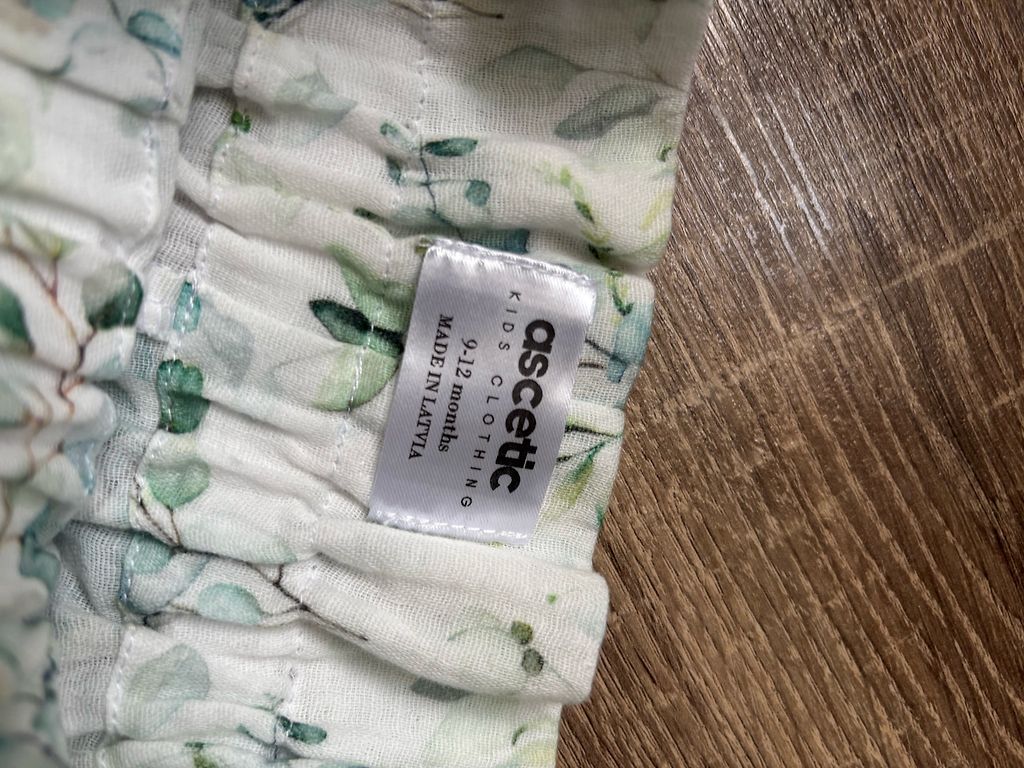 ascetic
KIDS CLOTHING
9-12 months
MADE IN LATVIA